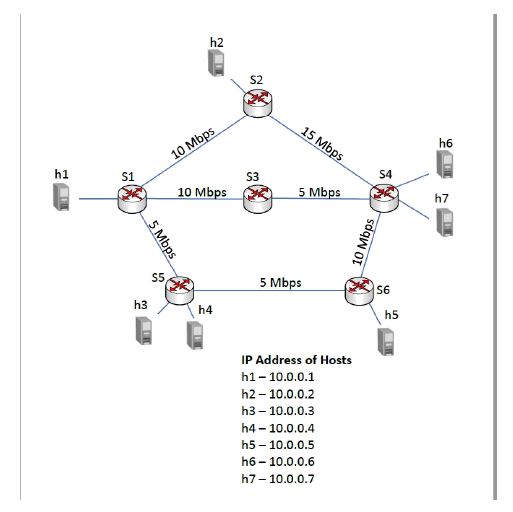 h2
S2
10 Mbps
15 Mbps
h6
h1
S1
S3
S4
10 Mbps
5 Mbps
h7
5 Mbps
10 Mbps
S5
5 Mbps
S6
h3
h4
h5
IP Address of Hosts
h1 – 10.0.0.1
h2 – 10.0.0.2
h3 – 10.0.0.3
h4 – 10.0.0.4
h5 – 10.0.0.5
h6 – 10.0.0.6
h7 – 10.0.0.7